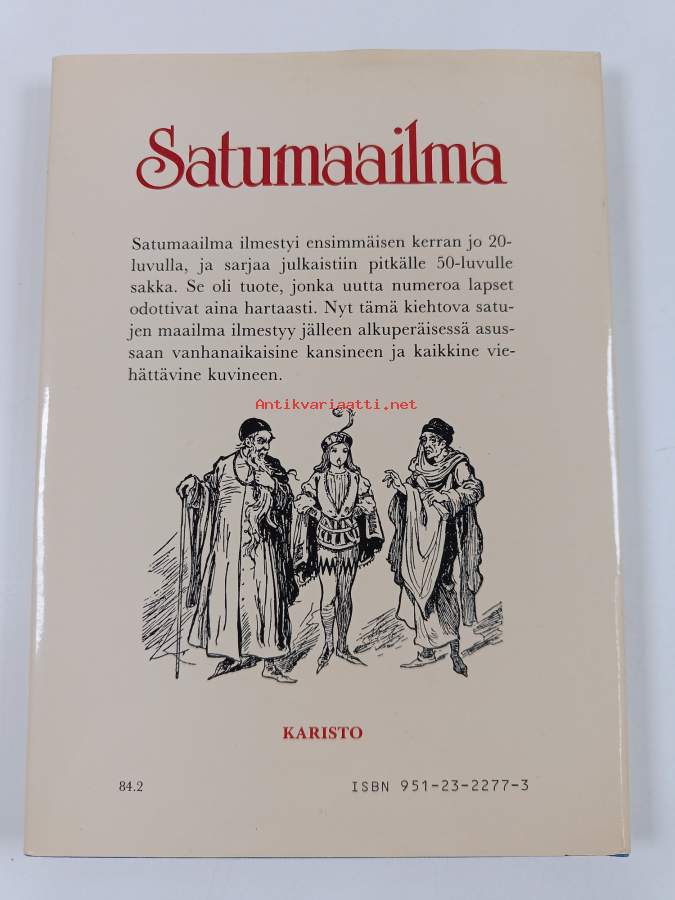 Satumaailma
Satumaailma ilmestyi ensimmäisen kerran jo 20-
luvulla, ja sarjaa julkaistiin pitkälle 50-luvulle
sakka. Se oli tuote, jonka uutta numeroa lapset
odottivat aina hartaasti. Nyt tämä kiehtova satu-
jen maailma ilmestyy jälleen alkuperäisessä asus-
saan vanhanaikaisine kansineen ja kaikkine vie-
hättävine kuvineen.
Antikvariaatti.net
KARISTO
84.2
ISBN 951-23-2277-3